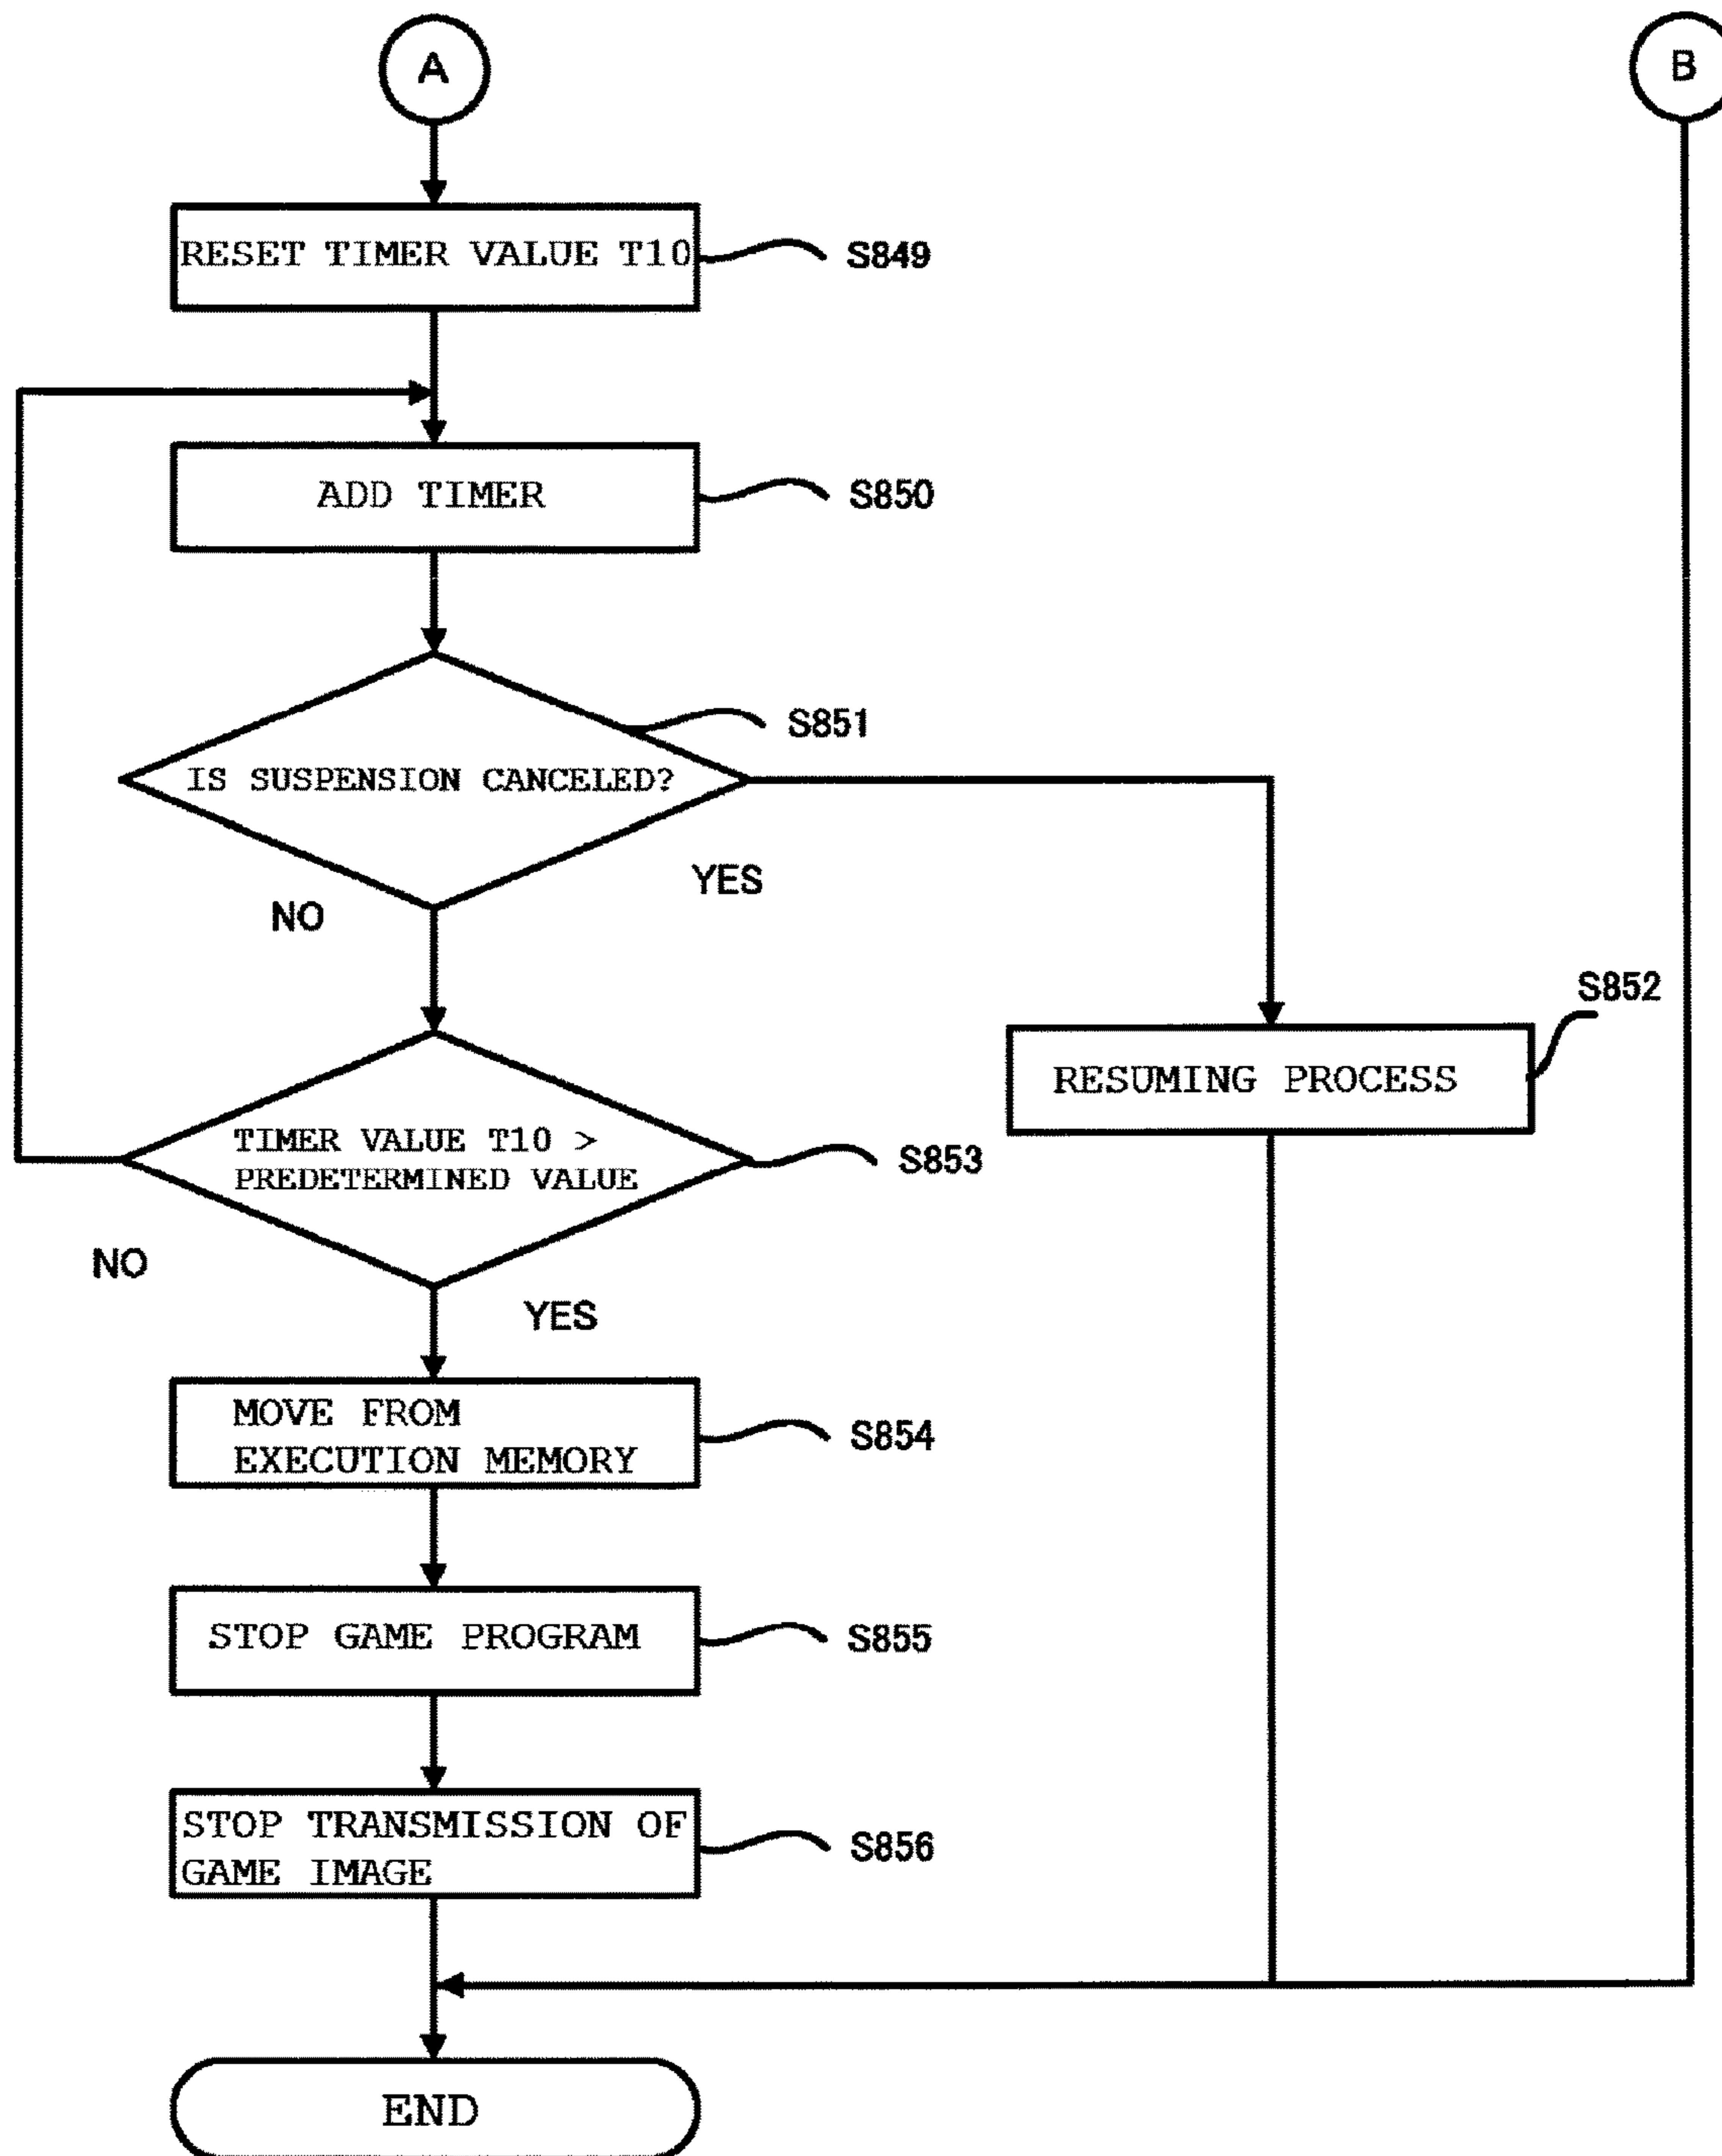 A
B
RESET TIMER VALUE T10
S849
ADD TIMER
S850
S851
IS SUSPENSION CANCELED?
YES
NO
S852
RESUMING PROCESS
TIMER VALUE T10 >
PREDETERMINED VALUE
S853
NO
YES
MOVE FROM
EXECUTION MEMORY
S854
STOP GAME PROGRAM
S855
STOP TRANSMISSION OF
GAME IMAGE
S856
END